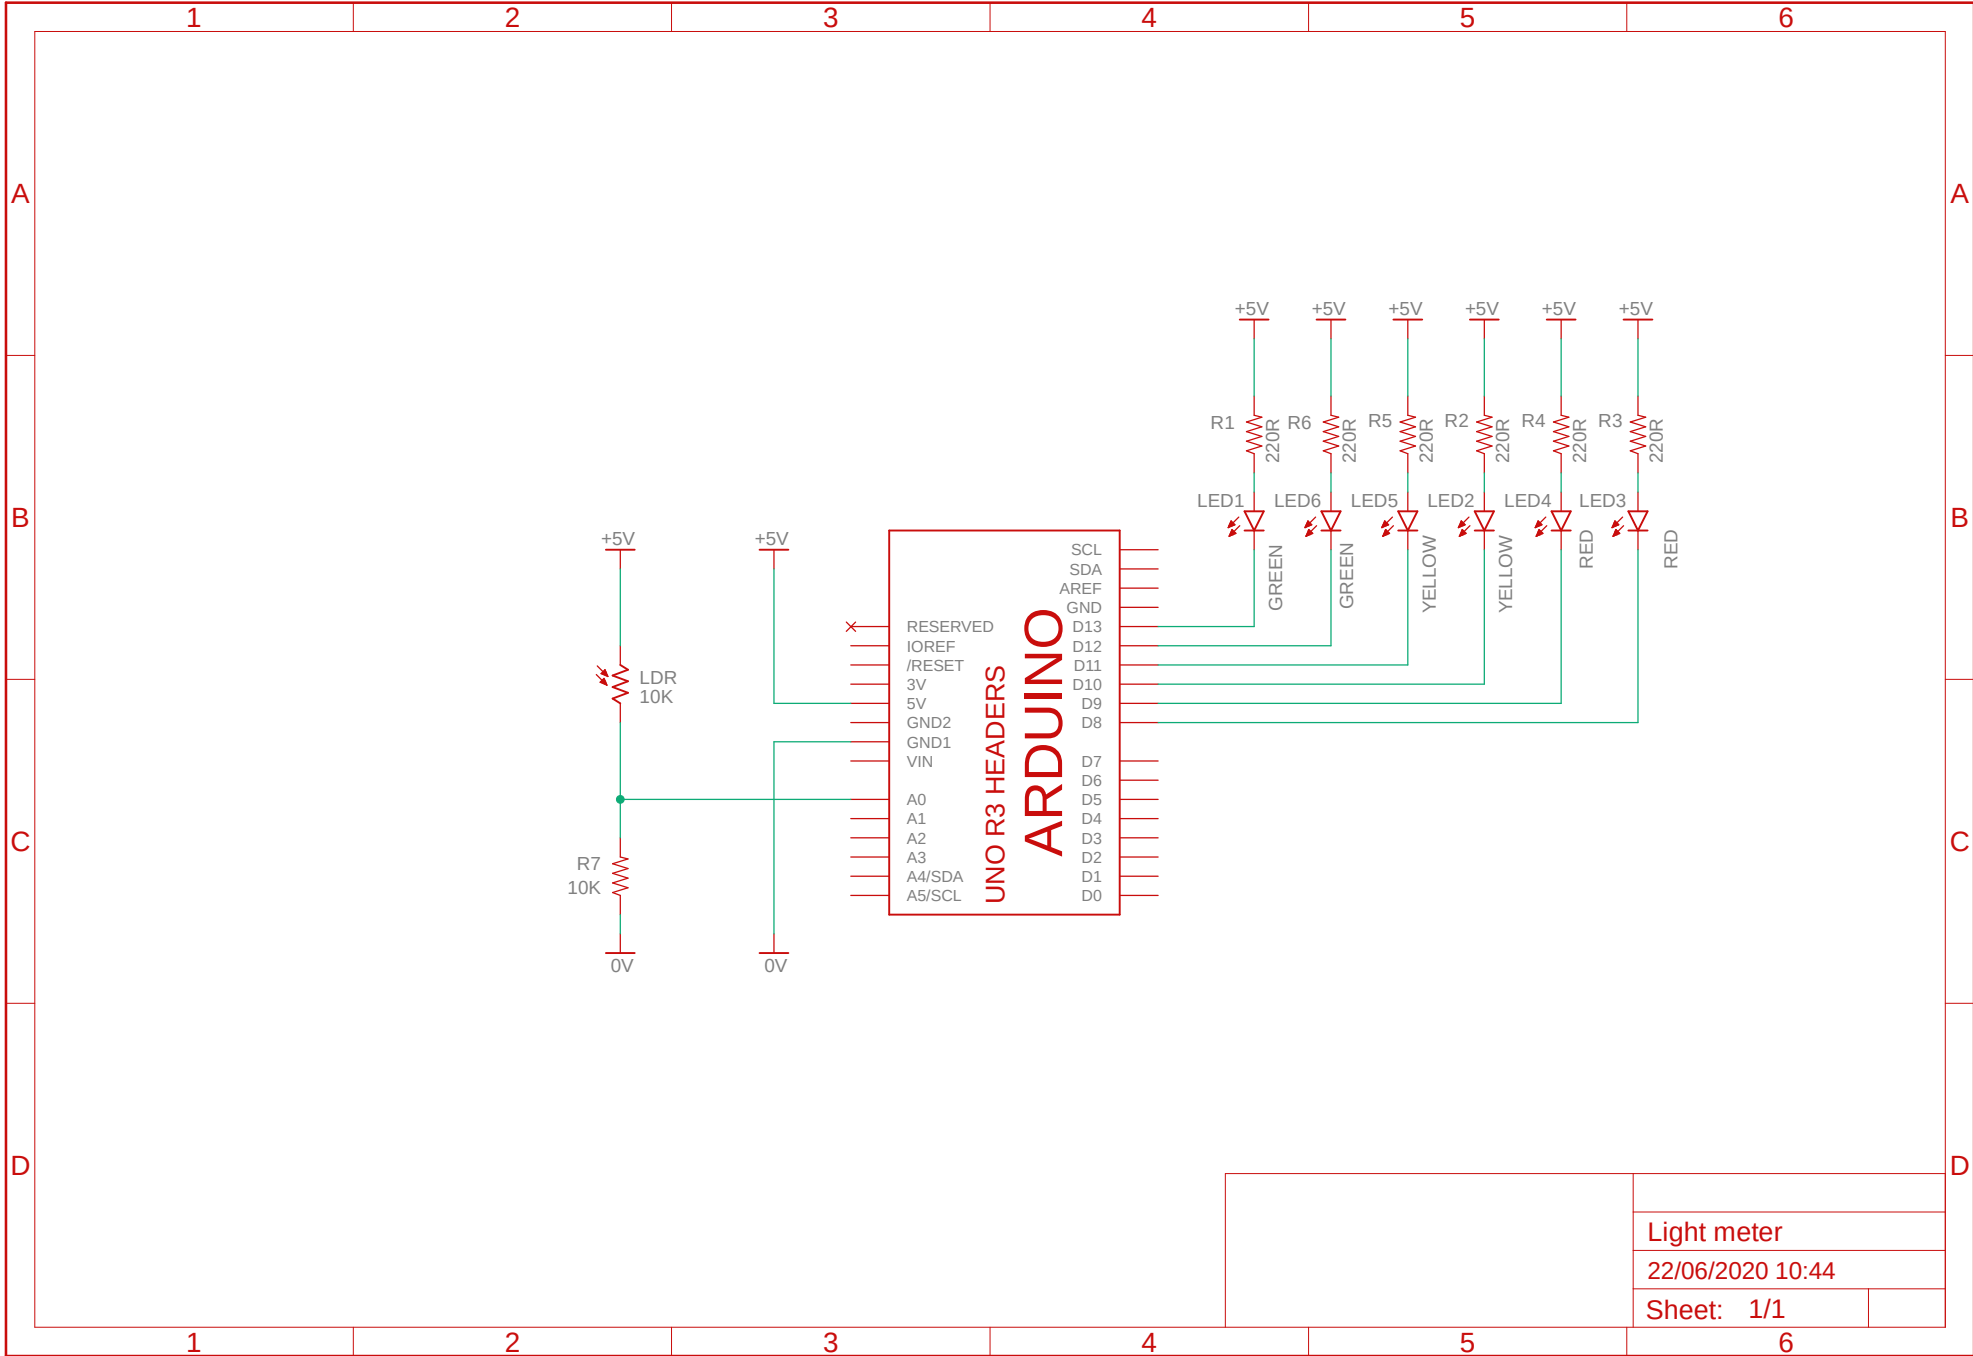 1 2 3 4 5 6
A A
+5V +5V +5V +5V +5V +5V
R1 220R R6 220R R5 220R R2 220R R4 220R R3 220R
LED1 LED6 LED5 LED2 LED4 LED3
GREEN GREEN YELLOW YELLOW RED RED
B B
+5V +5V
LDR
10K
R7
10K
0V 0V
RESERVED
IOREF
/RESET
3V
5V
GND2
GND1
VIN
A0
A1
A2
A3
A4/SDA
A5/SCL
UNO R3 HEADERS
ARDUINO
SCL
SDA
AREF
GND
D13
D12
D11
D10
D9
D8
D7
D6
D5
D4
D3
D2
D1
D0
C C
D D
Light meter
22/06/2020 10:44
Sheet: 1/1
1 2 3 4 5 6